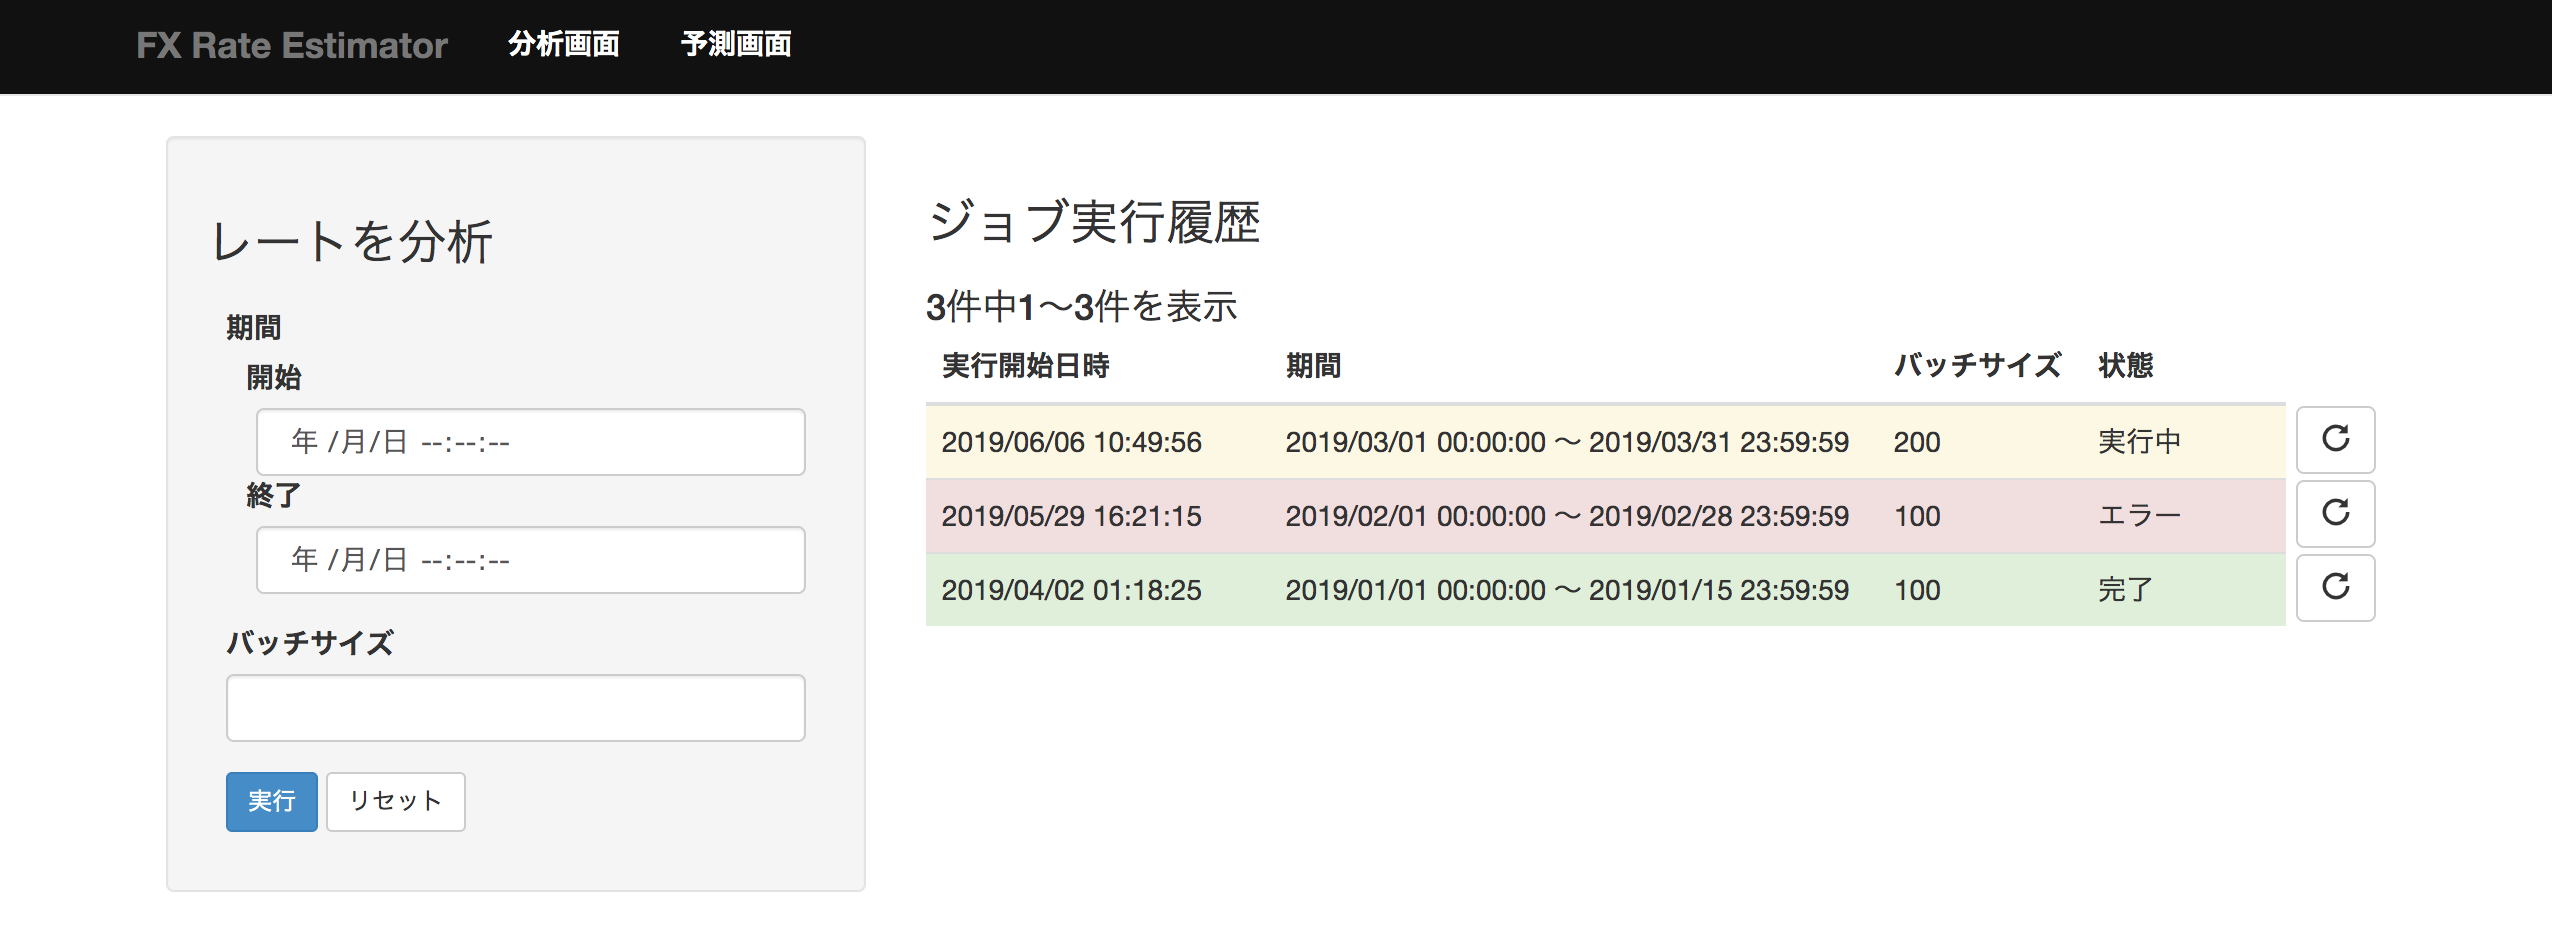 FX Rate Estimator 分析画面 予測画面
レートを分析
期間
開始
年 /月/日 --:--:--
終了
年 /月/日 --:--:--
バッチサイズ
実行 リセット
ジョブ実行履歴
3件中1～3件を表示
実行開始日時 期間 バッチサイズ 状態
2019/06/06 10:49:56 2019/03/01 00:00:00 ～ 2019/03/31 23:59:59 200 実行中
2019/05/29 16:21:15 2019/02/01 00:00:00 ～ 2019/02/28 23:59:59 100 エラー
2019/04/02 01:18:25 2019/01/01 00:00:00 ～ 2019/01/15 23:59:59 100 完了